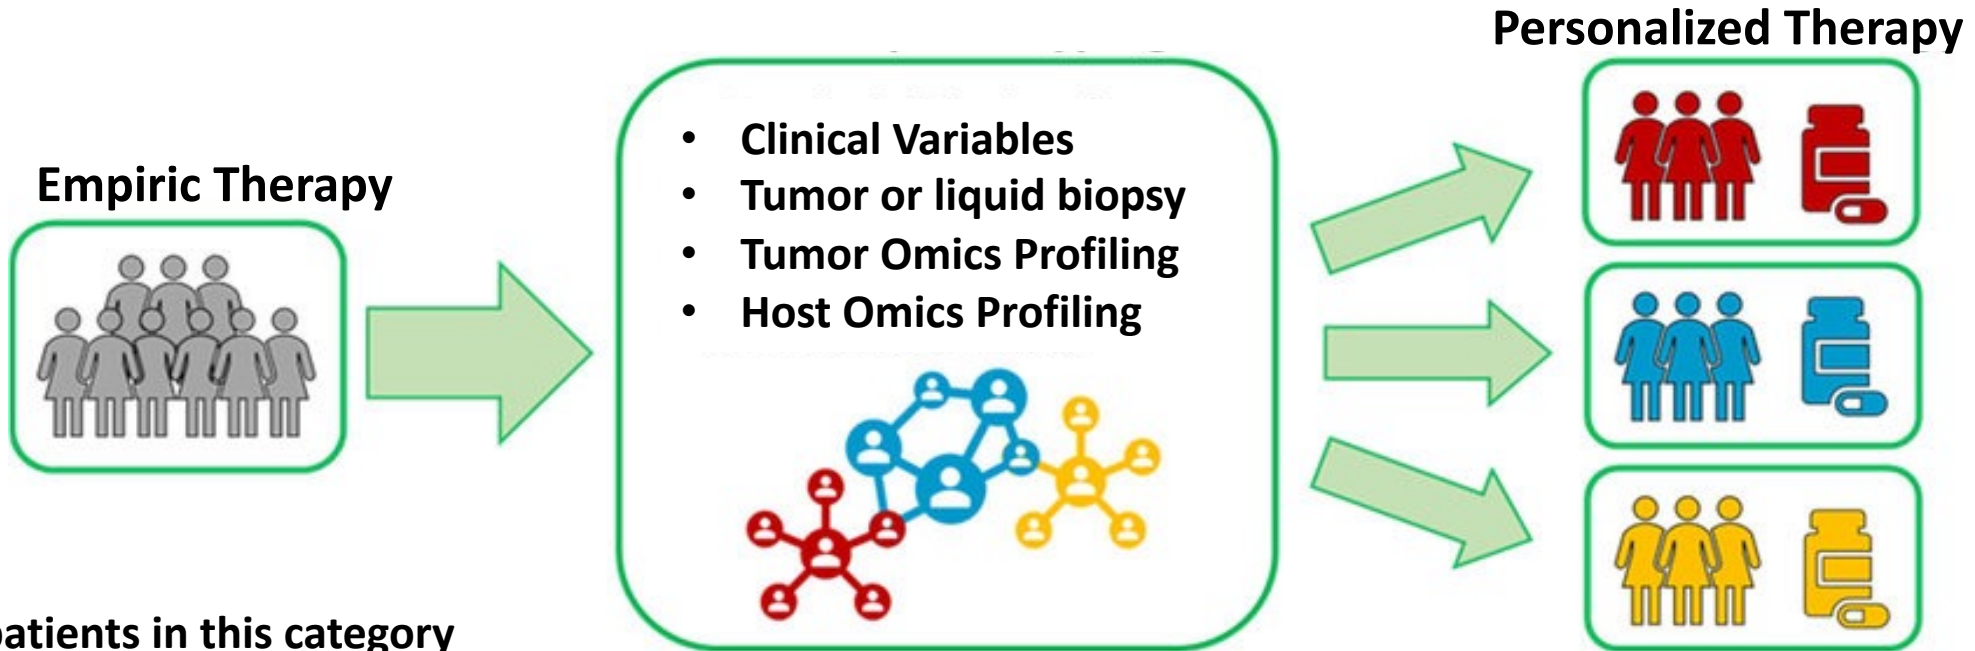 Personalized Therapy
Empiric Therapy
• Clinical Variables
• Tumor or liquid biopsy
• Tumor Omics Profiling
• Host Omics Profiling
patients in this category